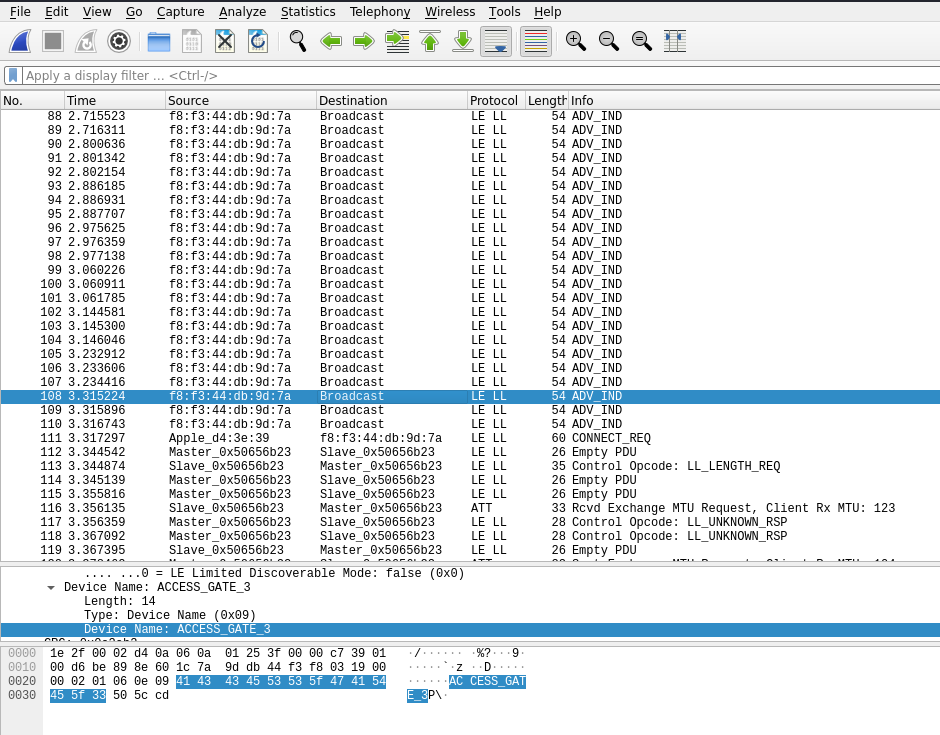 File Edit View Go Capture Analyze Statistics Telephony Wireless Tools Help
Apply a display filter ... <Ctrl-/>
No. Time Source Destination Protocol Length Info
88 2.715523 f8:f3:44:db:9d:7a Broadcast LE LL 54 ADV_IND
89 2.716311 f8:f3:44:db:9d:7a Broadcast LE LL 54 ADV_IND
90 2.800636 f8:f3:44:db:9d:7a Broadcast LE LL 54 ADV_IND
91 2.801342 f8:f3:44:db:9d:7a Broadcast LE LL 54 ADV_IND
92 2.802154 f8:f3:44:db:9d:7a Broadcast LE LL 54 ADV_IND
93 2.886185 f8:f3:44:db:9d:7a Broadcast LE LL 54 ADV_IND
94 2.886931 f8:f3:44:db:9d:7a Broadcast LE LL 54 ADV_IND
95 2.887707 f8:f3:44:db:9d:7a Broadcast LE LL 54 ADV_IND
96 2.975625 f8:f3:44:db:9d:7a Broadcast LE LL 54 ADV_IND
97 2.976359 f8:f3:44:db:9d:7a Broadcast LE LL 54 ADV_IND
98 2.977138 f8:f3:44:db:9d:7a Broadcast LE LL 54 ADV_IND
99 3.060226 f8:f3:44:db:9d:7a Broadcast LE LL 54 ADV_IND
100 3.060911 f8:f3:44:db:9d:7a Broadcast LE LL 54 ADV_IND
101 3.061785 f8:f3:44:db:9d:7a Broadcast LE LL 54 ADV_IND
102 3.144581 f8:f3:44:db:9d:7a Broadcast LE LL 54 ADV_IND
103 3.145300 f8:f3:44:db:9d:7a Broadcast LE LL 54 ADV_IND
104 3.146046 f8:f3:44:db:9d:7a Broadcast LE LL 54 ADV_IND
105 3.232912 f8:f3:44:db:9d:7a Broadcast LE LL 54 ADV_IND
106 3.233606 f8:f3:44:db:9d:7a Broadcast LE LL 54 ADV_IND
107 3.234416 f8:f3:44:db:9d:7a Broadcast LE LL 54 ADV_IND
108 3.315224 f8:f3:44:db:9d:7a Broadcast LE LL 54 ADV_IND
109 3.315896 f8:f3:44:db:9d:7a Broadcast LE LL 54 ADV_IND
110 3.316743 f8:f3:44:db:9d:7a Broadcast LE LL 54 ADV_IND
111 3.317297 Apple_d4:3e:39 f8:f3:44:db:9d:7a LE LL 60 CONNECT_REQ
112 3.344542 Master_0x50656b23 Slave_0x50656b23 LE LL 26 Empty PDU
113 3.344874 Slave_0x50656b23 Master_0x50656b23 LE LL 35 Control Opcode: LL_LENGTH_REQ
114 3.345139 Master_0x50656b23 Slave_0x50656b23 LE LL 26 Empty PDU
115 3.355816 Master_0x50656b23 Slave_0x50656b23 LE LL 26 Empty PDU
116 3.356135 Slave_0x50656b23 Master_0x50656b23 ATT 33 Rcvd Exchange MTU Request, Client Rx MTU: 123
117 3.356359 Master_0x50656b23 Slave_0x50656b23 LE LL 28 Control Opcode: LL_UNKNOWN_RSP
118 3.367092 Master_0x50656b23 Slave_0x50656b23 LE LL 28 Control Opcode: LL_UNKNOWN_RSP
119 3.367395 Slave_0x50656b23 Master_0x50656b23 LE LL 26 Empty PDU
.... ...0 = LE Limited Discoverable Mode: false (0x0)
Device Name: ACCESS_GATE_3
Length: 14
Type: Device Name (0x09)
Device Name: ACCESS_GATE_3
0000 1e 2f 00 02 d4 0a 06 0a 01 25 3f 00 00 c7 39 01 ·/······ ·%?···9·
0010 00 d6 be 89 8e 60 1c 7a 9d db 44 f3 f8 03 19 00 ·····`·z ··D·····
0020 00 02 01 06 0e 09 41 43 43 45 53 53 5f 47 41 54 ······AC CESS_GAT
0030 45 5f 33 50 5c cd E_3P\·